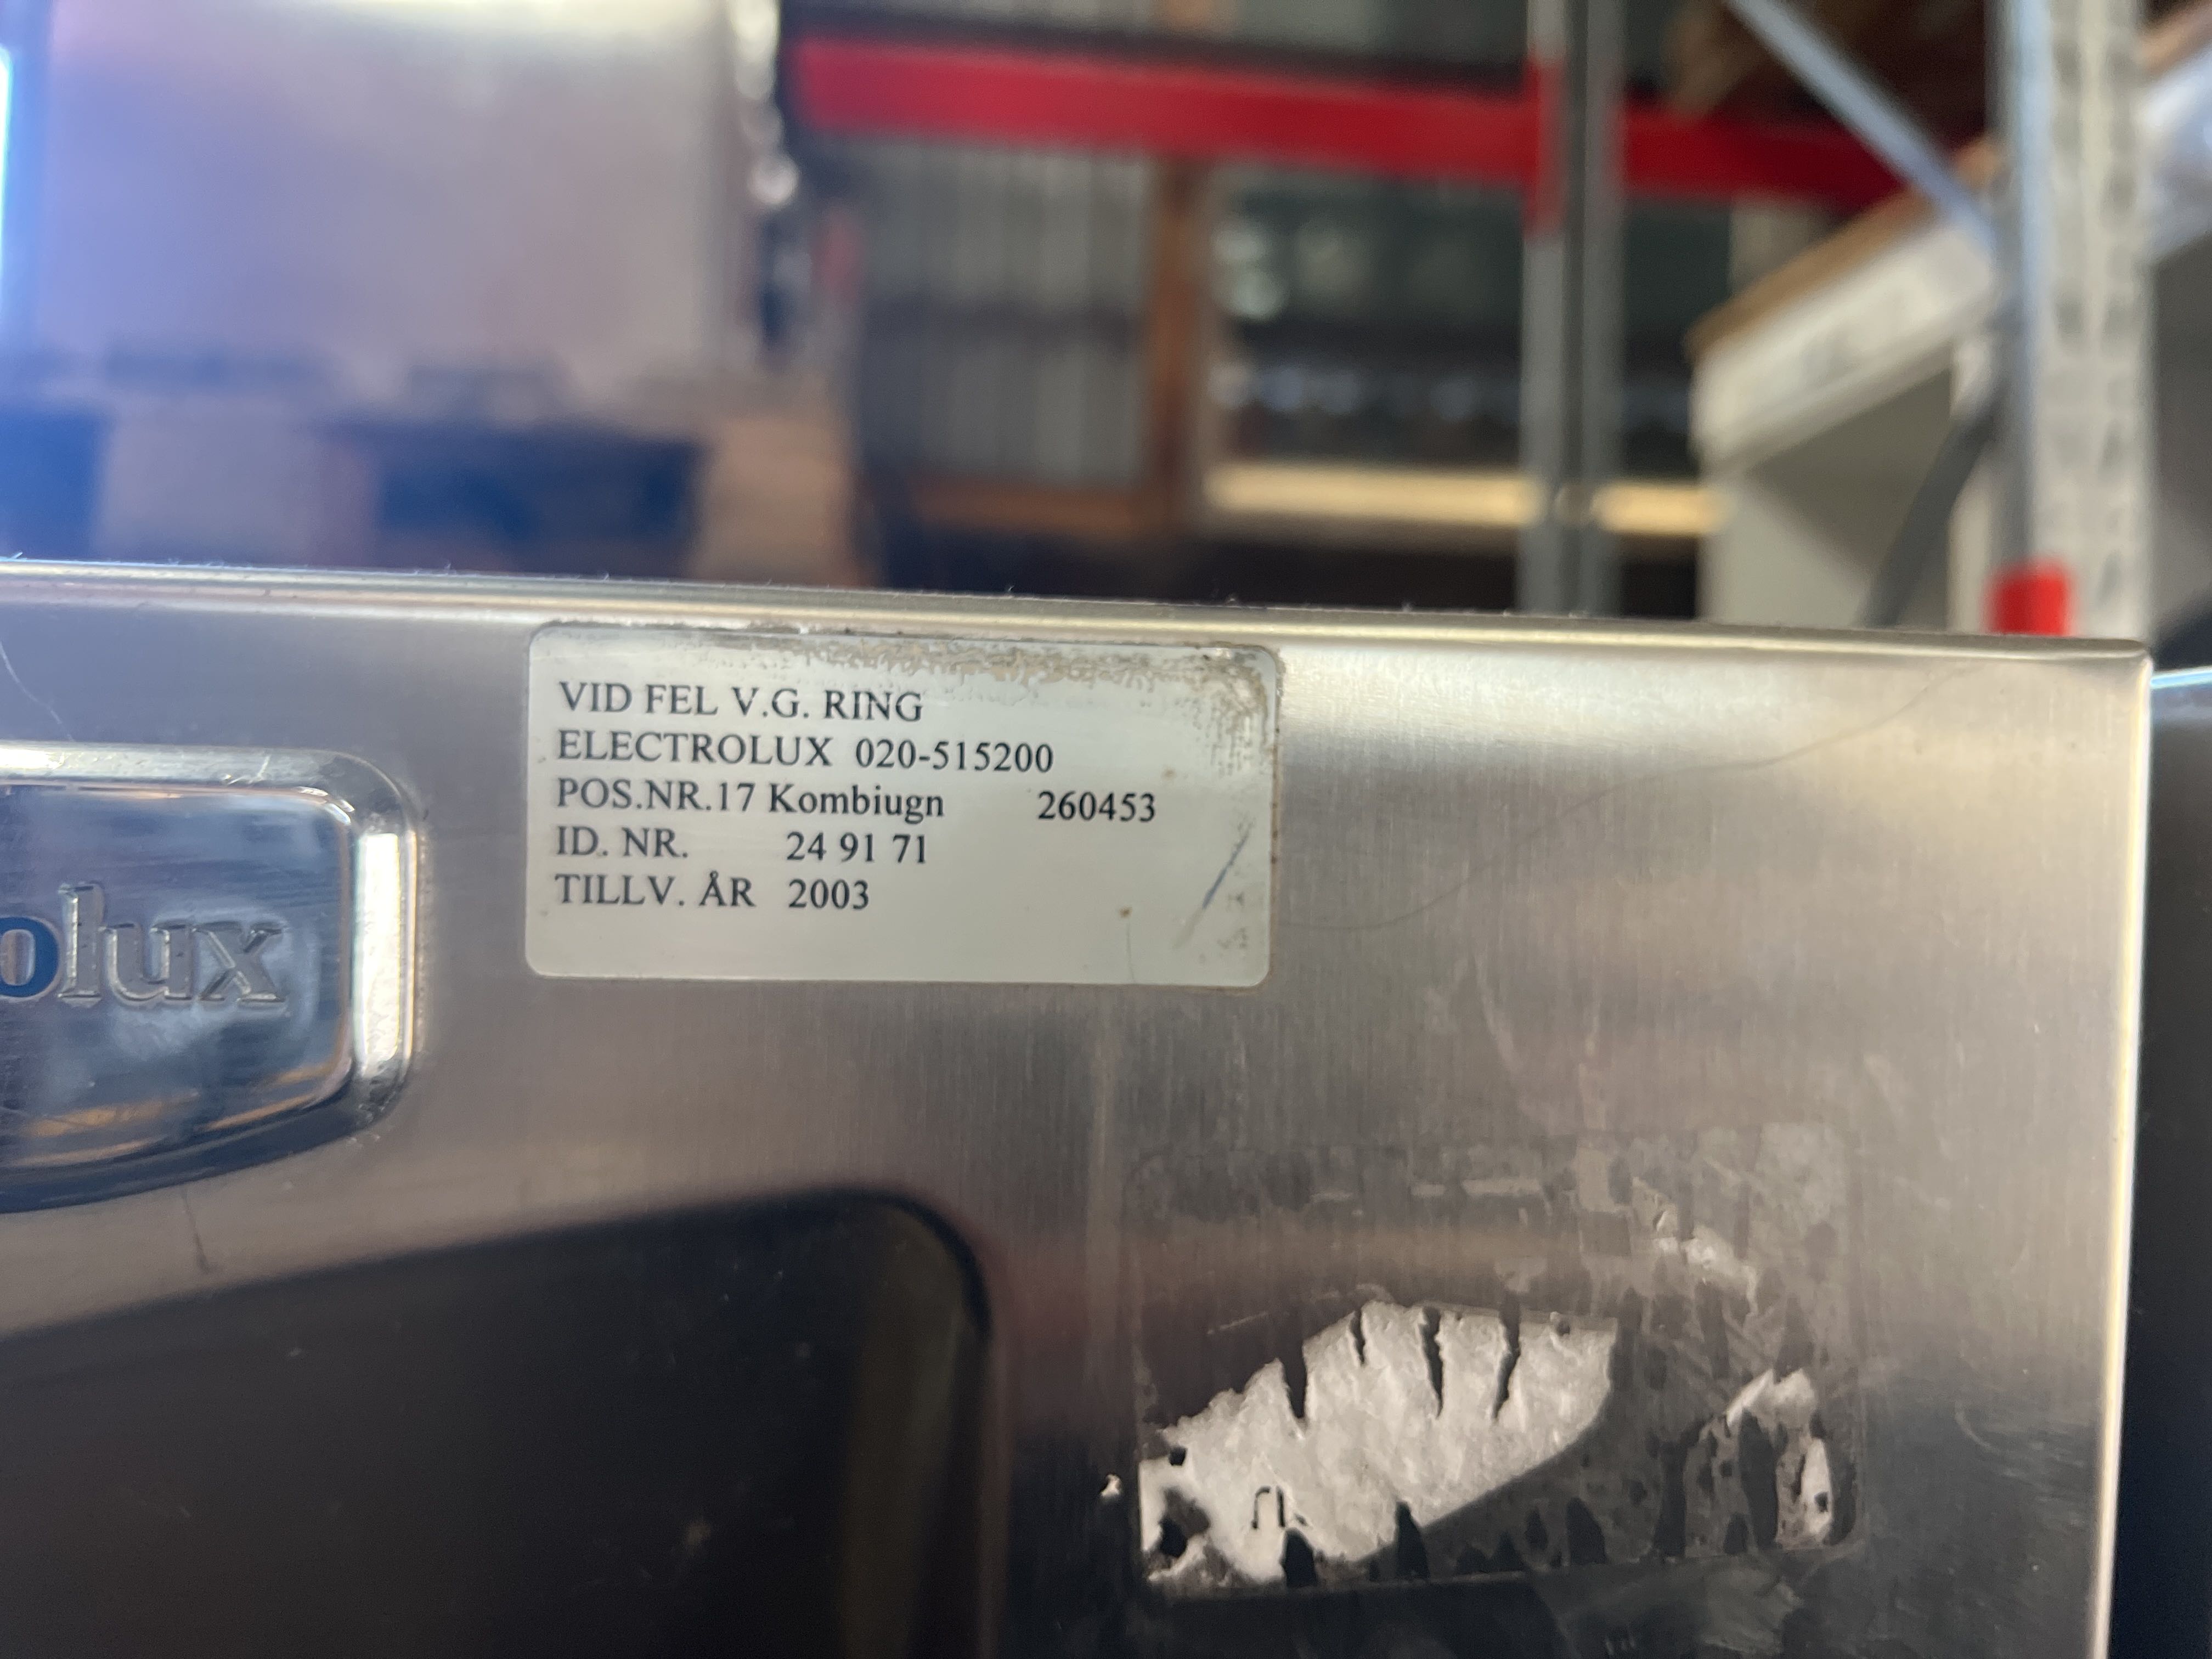 VID FEL V.G. RING
ELECTROLUX 020-515200
POS.NR.17 Kombiugn 260453
ID. NR. 24 91 71
TILLV. ÅR 2003
olux